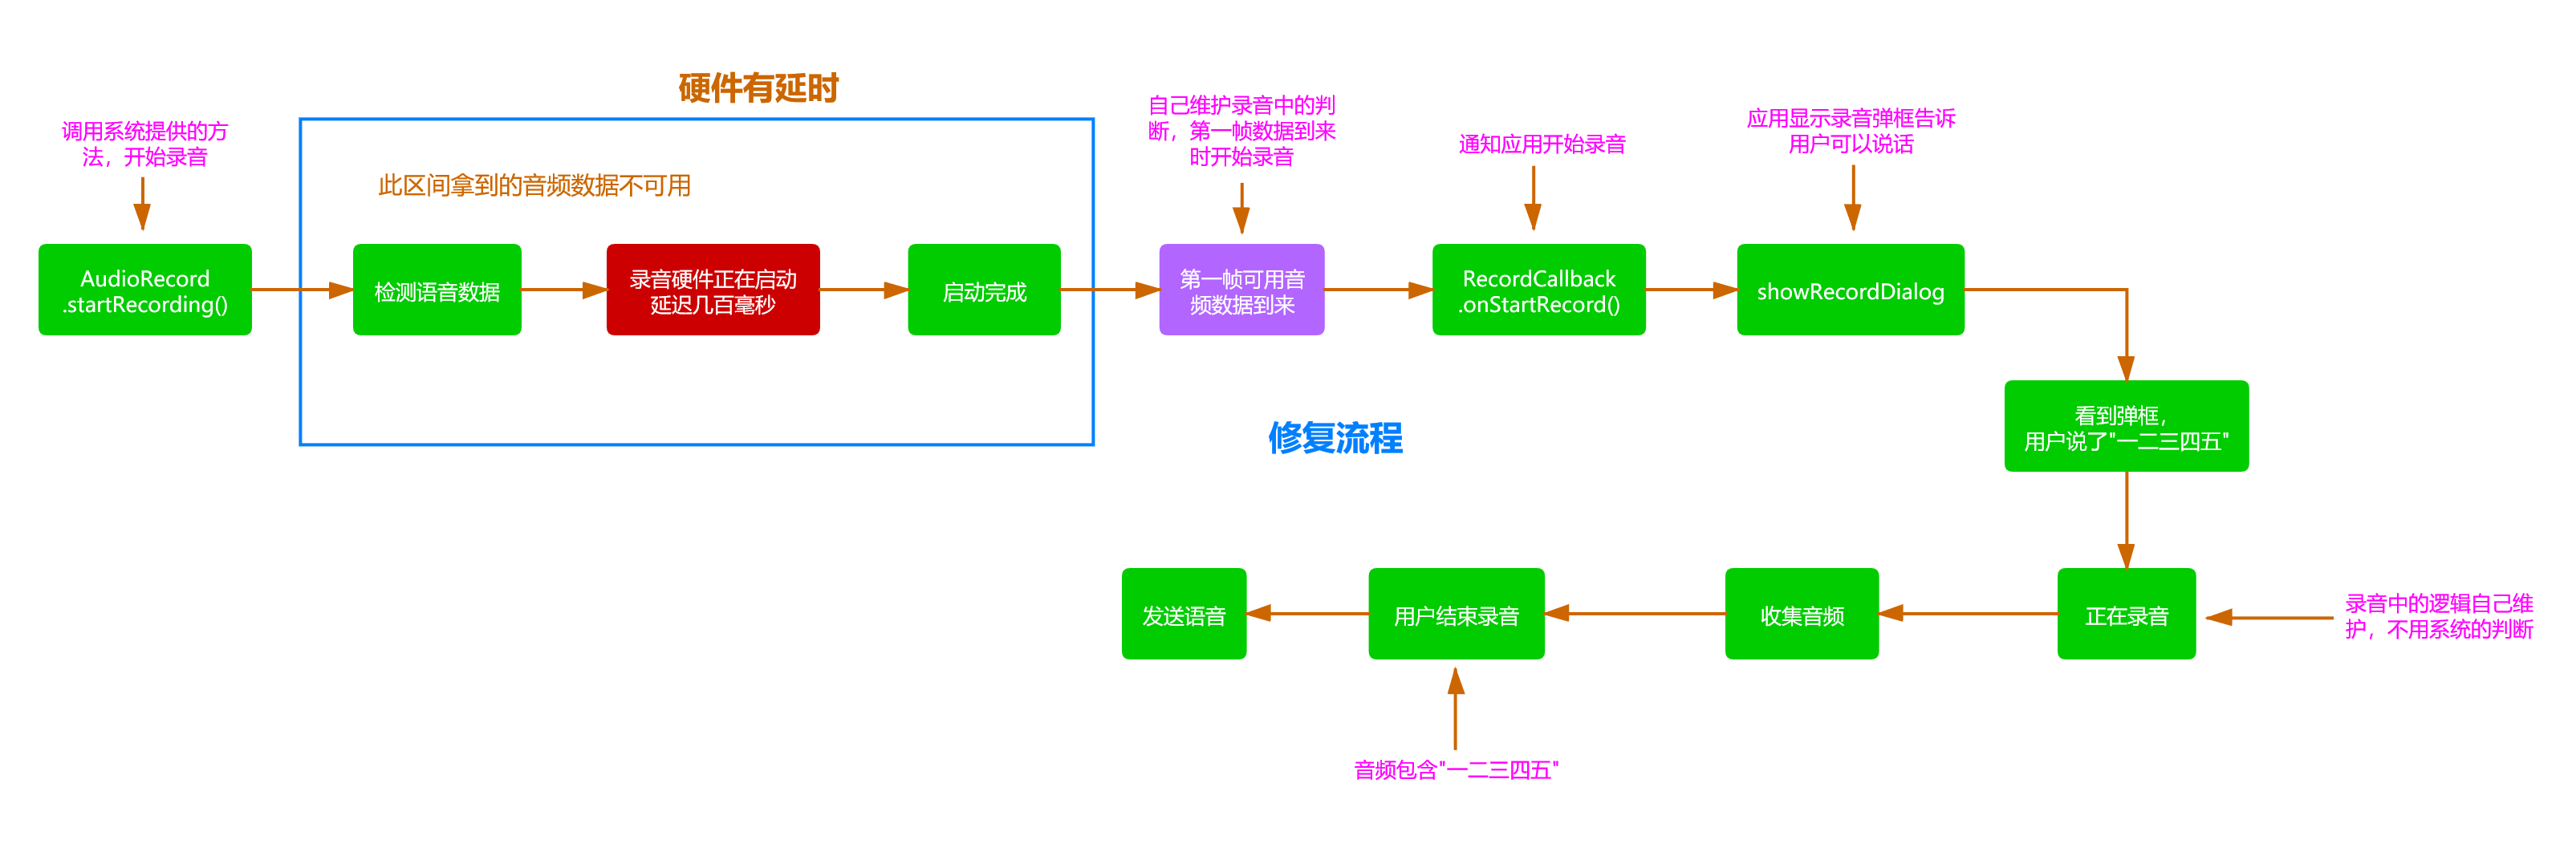 硬件有延时
调用系统提供的方
法，开始录音
此区间拿到的音频数据不可用
自己维护录音中的判
断，第一帧数据到来
时开始录音
通知应用开始录音
应用显示录音弹框告诉
用户可以说话
AudioRecord
.startRecording()
检测语音数据
录音硬件正在启动
延迟几百毫秒
启动完成
第一帧可用音
频数据到来
RecordCallback
.onStartRecord()
showRecordDialog
修复流程
看到弹框，
用户说了"一二三四五"
正在录音
录音中的逻辑自己维
护，不用系统的判断
收集音频
用户结束录音
发送语音
音频包含"一二三四五"